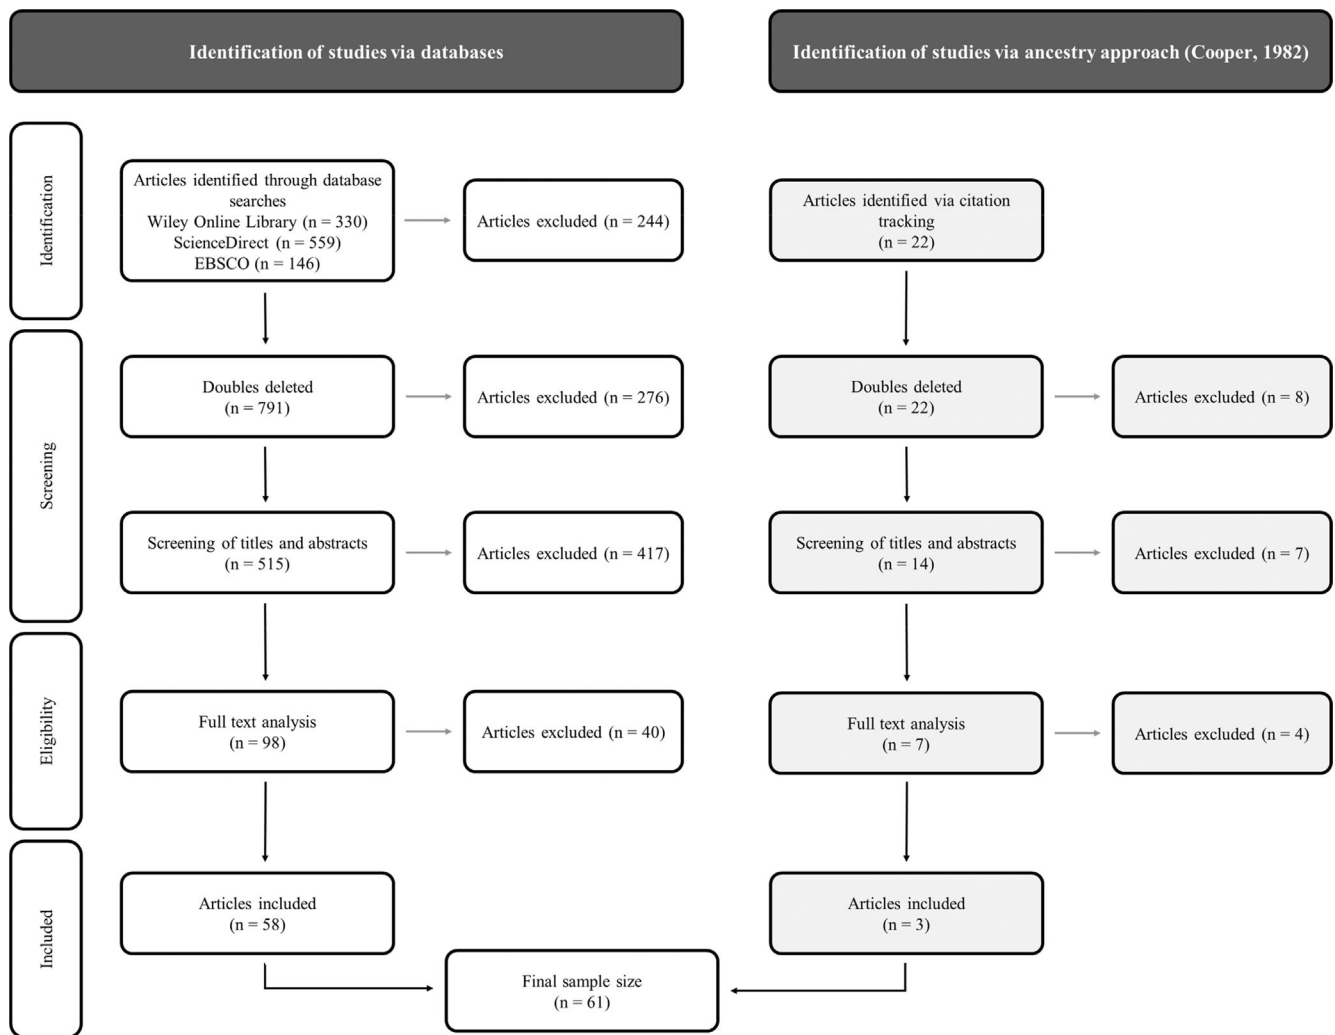 Identification of studies via databases
Identification of studies via ancestry approach (Cooper, 1982)
Identification
Articles identified through database
searches
Wiley Online Library (n = 330)
ScienceDirect (n = 559)
EBSCO (n = 146)
Articles excluded (n = 244)
Articles identified via citation
tracking
(n = 22)
Screening
Doubles deleted
(n = 791)
Articles excluded (n = 276)
Doubles deleted
(n = 22)
Articles excluded (n = 8)
Screening of titles and abstracts
(n = 515)
Articles excluded (n = 417)
Screening of titles and abstracts
(n = 14)
Articles excluded (n = 7)
Eligibility
Full text analysis
(n = 98)
Articles excluded (n = 40)
Full text analysis
(n = 7)
Articles excluded (n = 4)
Included
Articles included
(n = 58)
Articles included
(n = 3)
Final sample size
(n = 61)